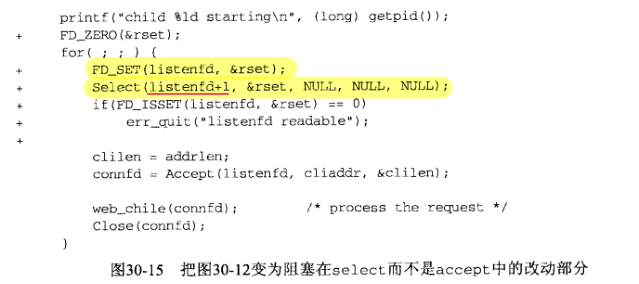 printf("child %ld starting\n", (long) getpid());
+ FD_ZERO(&rset);
for( ; ; ) {
+ FD_SET(listenfd, &rset);
+ Select(listenfd+1, &rset, NULL, NULL, NULL);
+ if(FD_ISSET(listenfd, &rset) == 0)
+ err_quit("listenfd readable");
+
clilen = addrlen;
connfd = Accept(listenfd, cliaddr, &clilen);
web_chile(connfd); /* process the request */
Close(connfd);
}
图30-15 把图30-12变为阻塞在select而不是accept中的改动部分